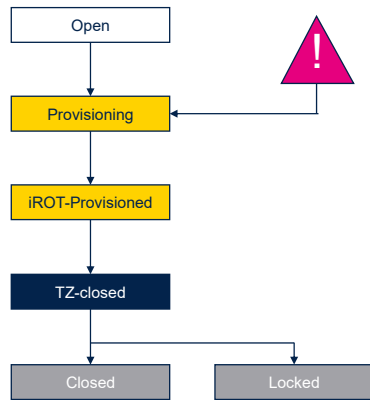 Open
!
Provisioning
iROT-Provisioned
TZ-closed
Closed
Locked